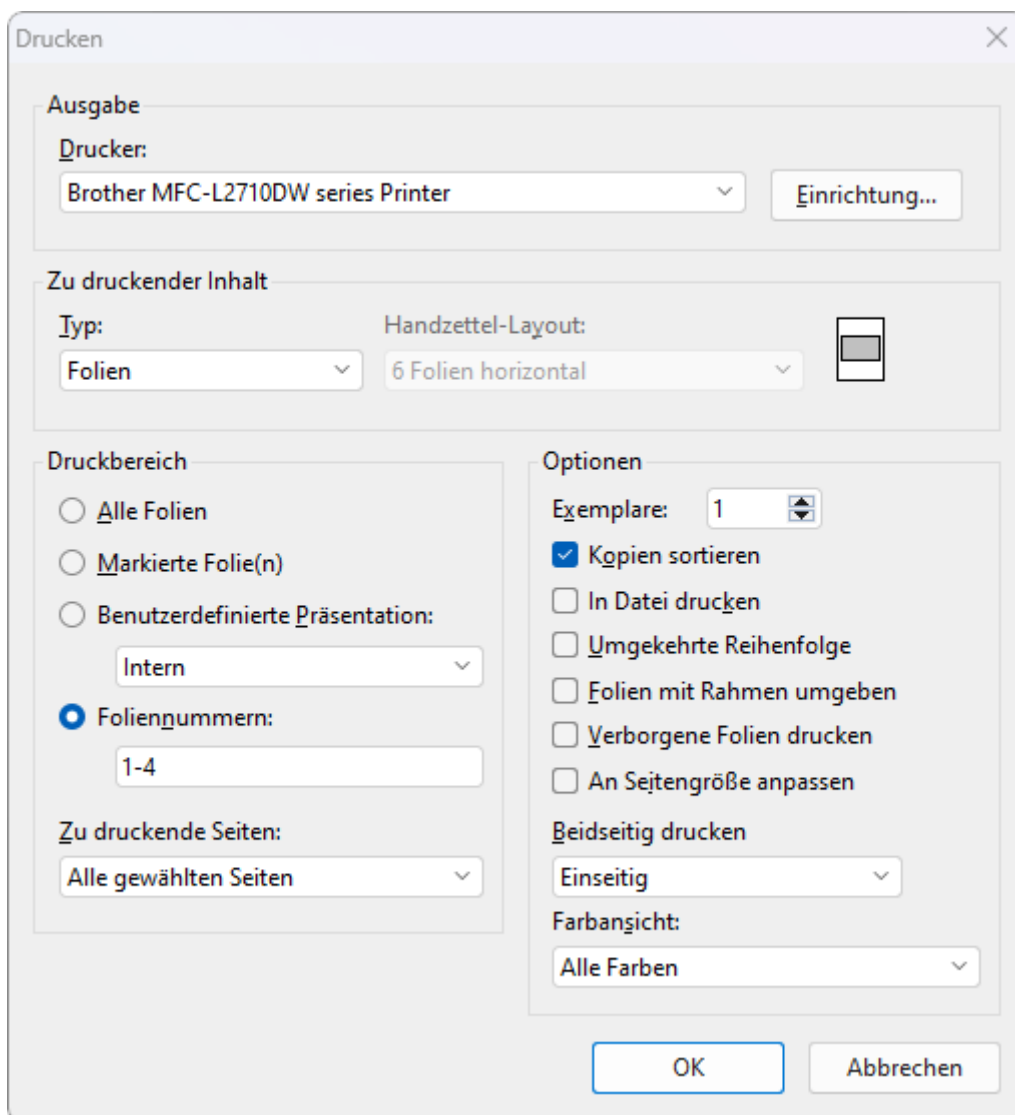 Drucken
Ausgabe
Drucker:
Brother MFC-L2710DW series Printer
Einrichtung...
Zu druckender Inhalt
Typ:
Handzettel-Layout:
Folien
6 Folien horizontal
Druckbereich
Alle Folien
Markierte Folie(n)
Benutzerdefinierte Präsentation:
Intern
Foliennummern:
1-4
Zu druckende Seiten:
Alle gewählten Seiten
Optionen
Exemplare:
1
Kopien sortieren
In Datei drucken
Umgekehrte Reihenfolge
Folien mit Rahmen umgeben
Verborgene Folien drucken
An Seitengröße anpassen
Beidseitig drucken
Einseitig
Farbansicht:
Alle Farben
OK
Abbrechen